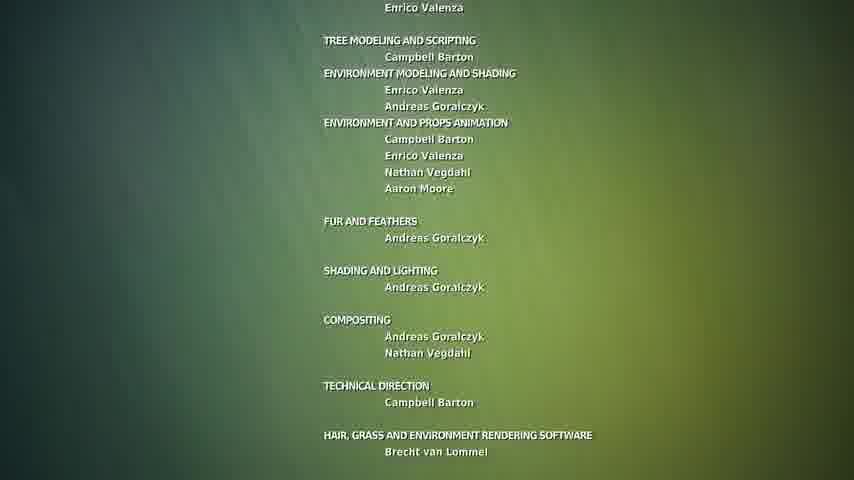 Enrico Valenza
TREE MODELING AND SCRIPTING
Campbell Barton
ENVIRONMENT MODELING AND SHADING
Enrico Valenza
Andreas Goralczyk
ENVIRONMENT AND PROPS ANIMATION
Campbell Barton
Enrico Valenza
Nathan Vegdahl
Aaron Moore
FUR AND FEATHERS
Andreas Goralczyk
SHADING AND LIGHTING
Andreas Goralczyk
COMPOSITING
Andreas Goralczyk
Nathan Vegdahl
TECHNICAL DIRECTION
Campbell Barton
HAIR, GRASS AND ENVIRONMENT RENDERING SOFTWARE
Brecht van Lommel